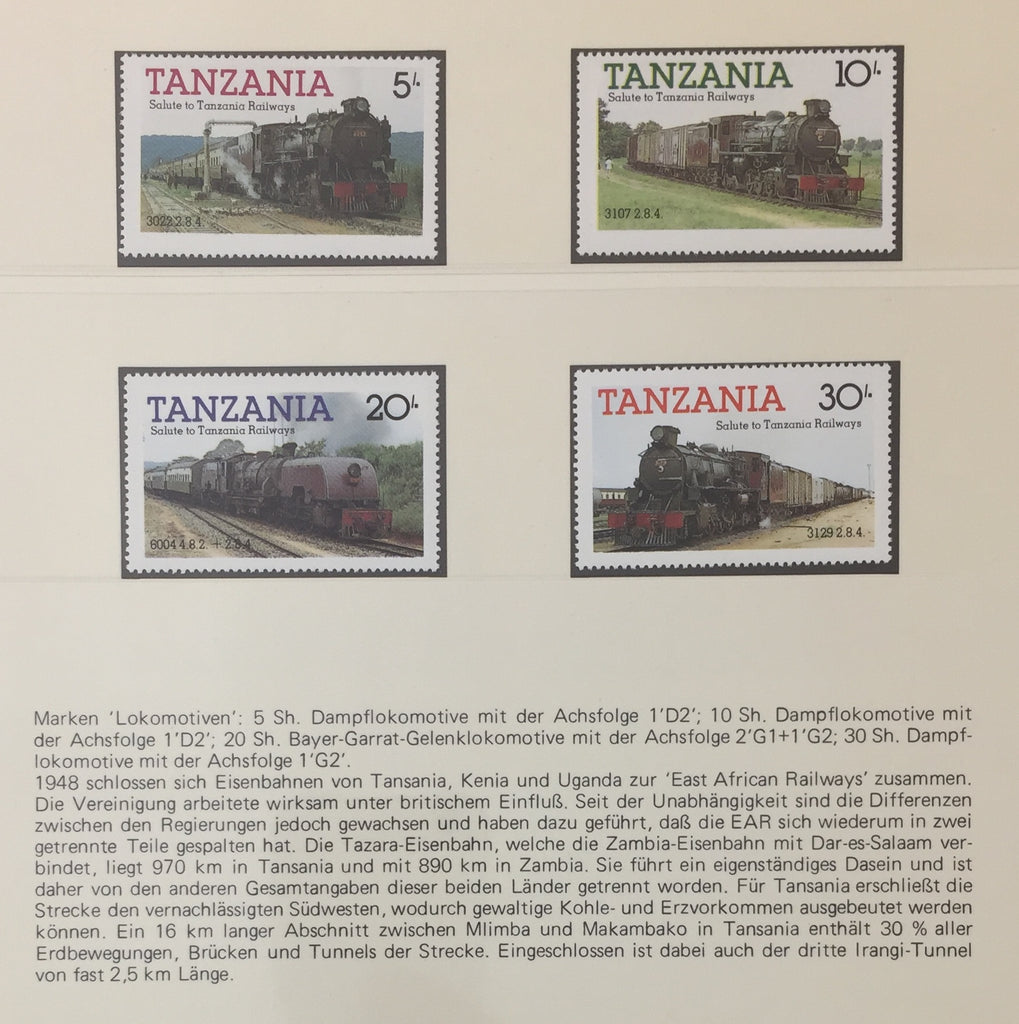 TANZANIA 5/-
Salute to Tanzania Railways
3022 2.8.4.
TANZANIA 10/-
Salute to Tanzania Railways
3107 2.8.4.
TANZANIA 20/-
Salute to Tanzania Railways
6004 4.8.2. + 2.8.4.
TANZANIA 30/-
Salute to Tanzania Railways
3129 2.8.4.
Marken 'Lokomotiven': 5 Sh. Dampflokomotive mit der Achsfolge 1'D2'; 10 Sh. Dampflokomotive mit
der Achsfolge 1'D2'; 20 Sh. Bayer-Garrat-Gelenklokomotive mit der Achsfolge 2'G1+1'G2; 30 Sh. Dampf-
lokomotive mit der Achsfolge 1'G2'.
1948 schlossen sich Eisenbahnen von Tansania, Kenia und Uganda zur 'East African Railways' zusammen.
Die Vereinigung arbeitete wirksam unter britischem Einfluß. Seit der Unabhängigkeit sind die Differenzen
zwischen den Regierungen jedoch gewachsen und haben dazu geführt, daß die EAR sich wiederum in zwei
getrennte Teile gespalten hat. Die Tazara-Eisenbahn, welche die Zambia-Eisenbahn mit Dar-es-Salaam ver-
bindet, liegt 970 km in Tansania und mit 890 km in Zambia. Sie führt ein eigenständiges Dasein und ist
daher von den anderen Gesamtangaben dieser beiden Länder getrennt worden. Für Tansania erschließt die
Strecke den vernachlässigten Südwesten, wodurch gewaltige Kohle- und Erzvorkommen ausgebeutet werden
können. Ein 16 km langer Abschnitt zwischen Mlimba und Makambako in Tansania enthält 30 % aller
Erdbewegungen, Brücken und Tunnels der Strecke. Eingeschlossen ist dabei auch der dritte Irangi-Tunnel
von fast 2,5 km Länge.